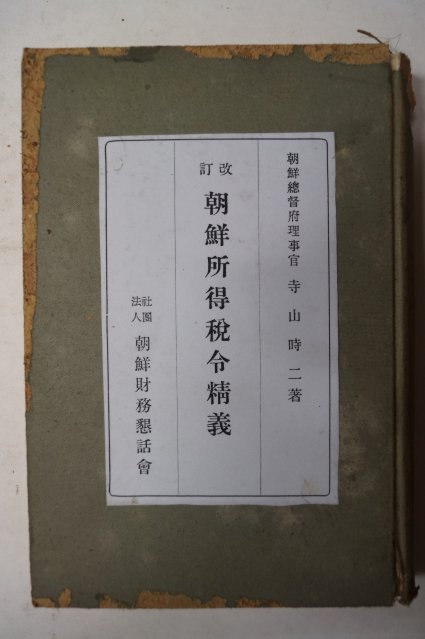 朝鮮總督府理事官 寺山時二著
改訂
朝鮮所得稅令精義
社團法人
朝鮮財務懇話會